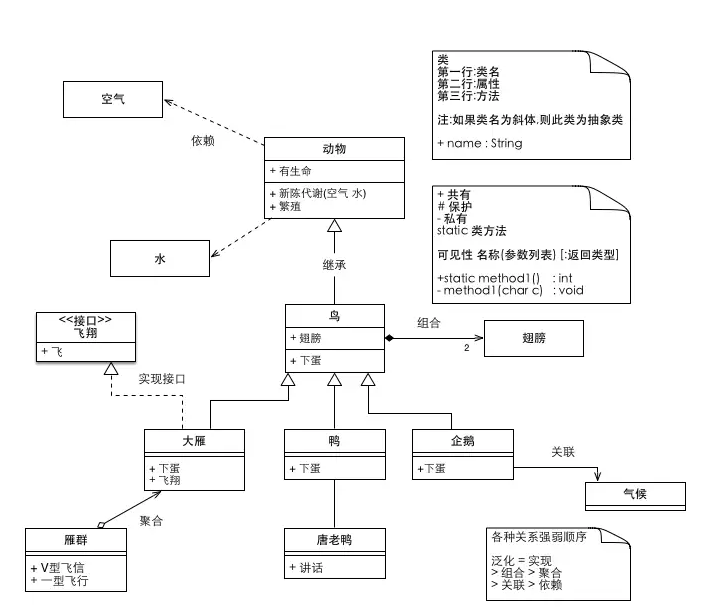 空气
依赖
动物
+ 有生命
+ 新陈代谢(空气 水)
+ 繁殖
水
继承
类
第一行:类名
第二行:属性
第三行:方法
注:如果类名为斜体,则此类为抽象类
+ name : String
+ 共有
# 保护
- 私有
static 类方法
可见性 名称(参数列表) [:返回类型]
+static method1() : int
- method1(char c) : void
<<接口>>
飞翔
+ 飞
实现接口
鸟
+ 翅膀
+ 下蛋
组合
2
翅膀
大雁
+ 下蛋
+ 飞翔
鸭
+ 下蛋
企鹅
+下蛋
关联
气候
聚合
雁群
+ V型飞信
+ 一型飞行
唐老鸭
+ 讲话
各种关系强弱顺序
泛化 = 实现
> 组合 > 聚合
> 关联 > 依赖